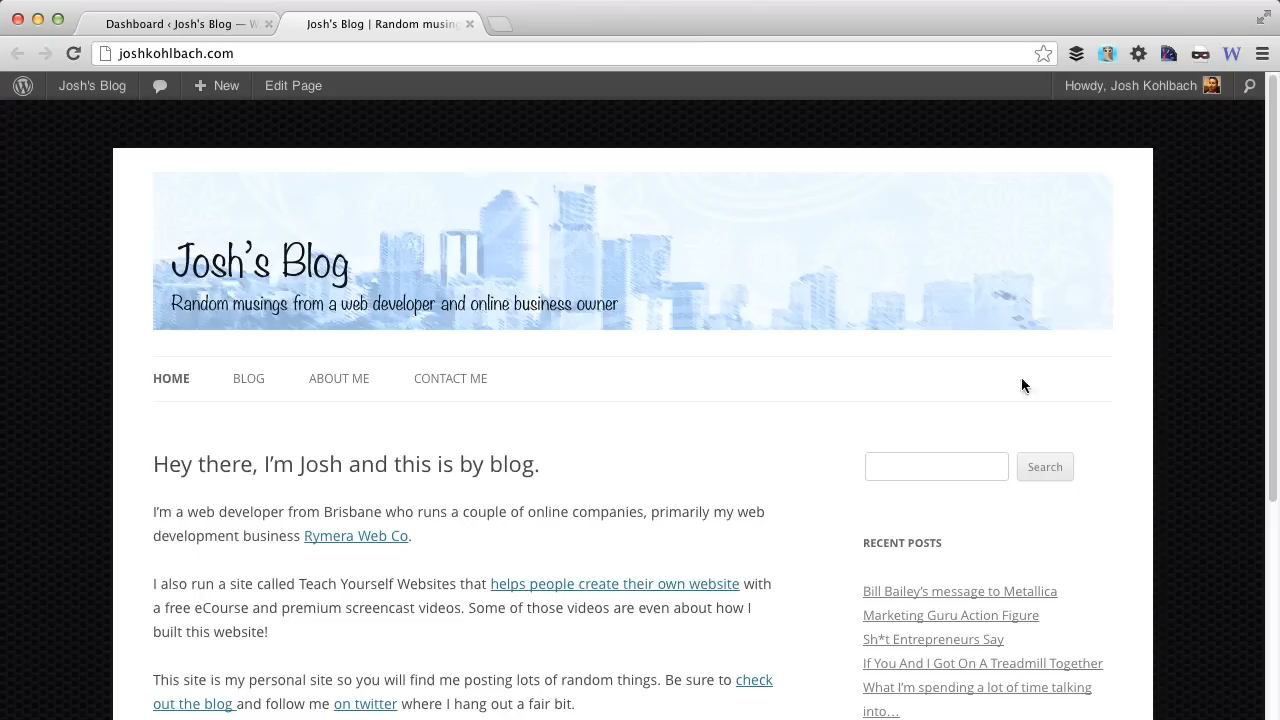 Dashboard ‹ Josh's Blog —
Josh's Blog | Random musing
joshkohlbach.com
Josh's Blog
New
Edit Page
Howdy, Josh Kohlbach
Josh's Blog
Random musings from a web developer and online business owner
HOME
BLOG
ABOUT ME
CONTACT ME
Hey there, I'm Josh and this is by blog.
I'm a web developer from Brisbane who runs a couple of online companies, primarily my web
development business Rymera Web Co.
I also run a site called Teach Yourself Websites that helps people create their own website with
a free eCourse and premium screencast videos. Some of those videos are even about how I
built this website!
This site is my personal site so you will find me posting lots of random things. Be sure to check
out the blog and follow me on twitter where I hang out a fair bit.
Search
RECENT POSTS
Bill Bailey's message to Metallica
Marketing Guru Action Figure
Sh*t Entrepreneurs Say
If You And I Got On A Treadmill Together
What I'm spending a lot of time talking
into…